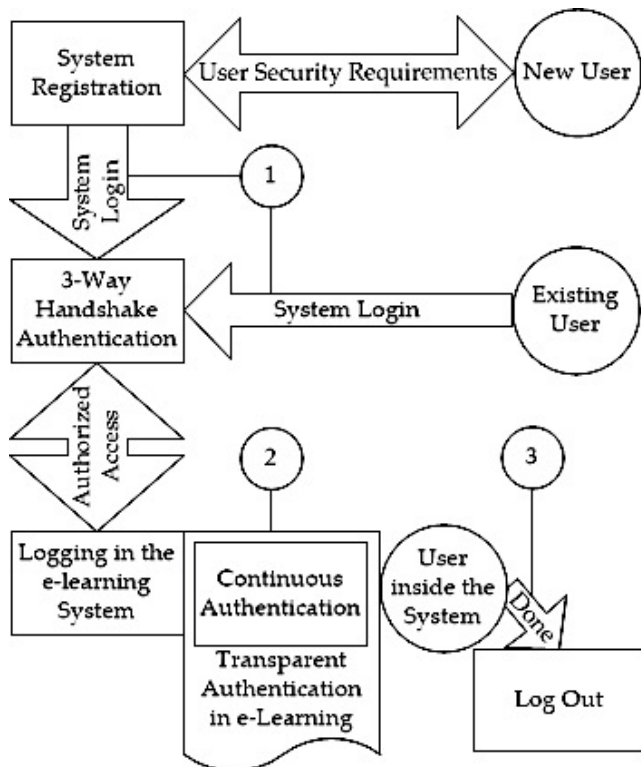 System
Registration
User Security Requirements
New User
System
Login
1
3-Way
Handshake
Authentication
System Login
Existing
User
Authorized
Access
2
3
Logging in the
e-learning
System
Continuous
Authentication
Transparent
Authentication
in e-Learning
User
inside the
System
Done
Log Out